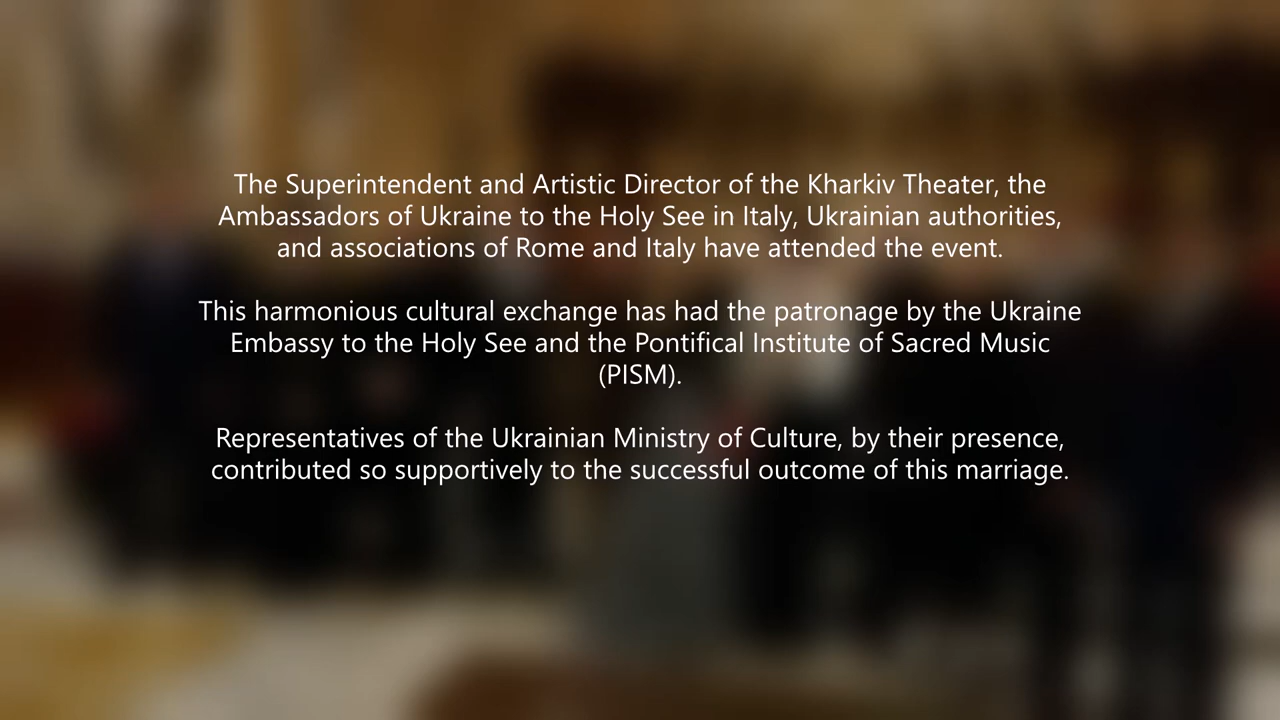 The Superintendent and Artistic Director of the Kharkiv Theater, the
Ambassadors of Ukraine to the Holy See in Italy, Ukrainian authorities,
and associations of Rome and Italy have attended the event.
This harmonious cultural exchange has had the patronage by the Ukraine
Embassy to the Holy See and the Pontifical Institute of Sacred Music
(PISM).
Representatives of the Ukrainian Ministry of Culture, by their presence,
contributed so supportively to the successful outcome of this marriage.